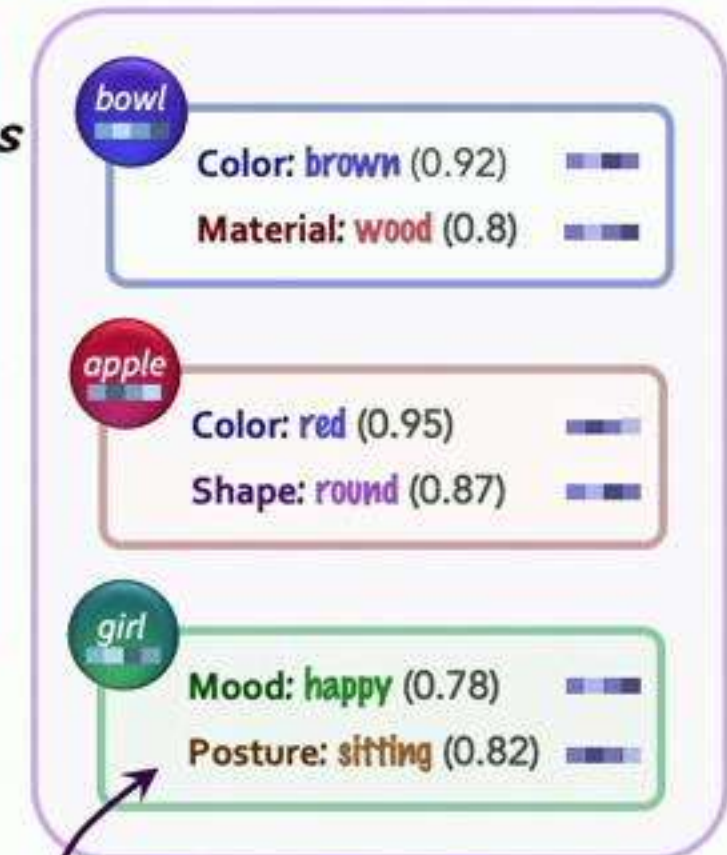 s
bowl
Color: brown (0.92)
Material: wood (0.8)
apple
Color: red (0.95)
Shape: round (0.87)
girl
Mood: happy (0.78)
Posture: sitting (0.82)